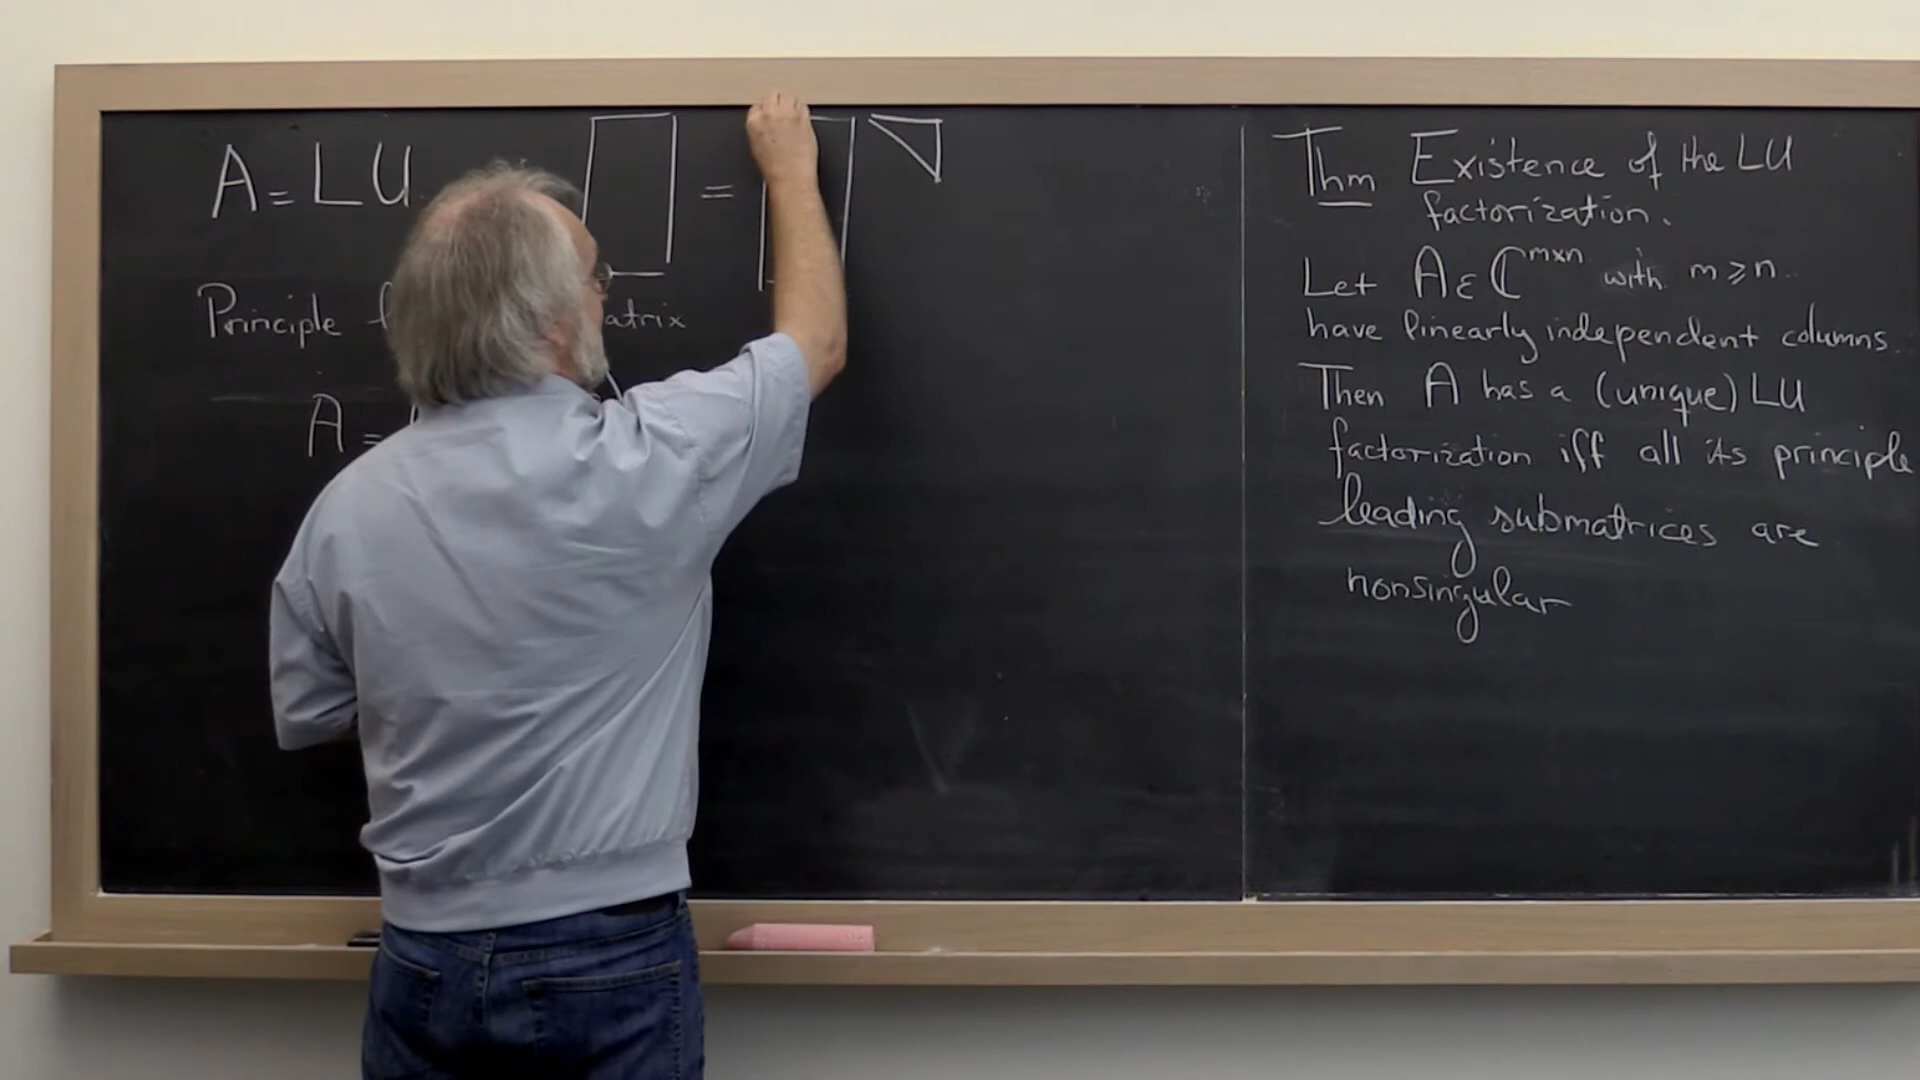 A = LU
=
Principle
A =
Thm Existence of the LU
factorization.
Let A ∈ ℂ^{m×n} with m ≥ n
have linearly independent columns.
Then A has a (unique) LU
factorization iff all its principle
leading submatrices are
nonsingular